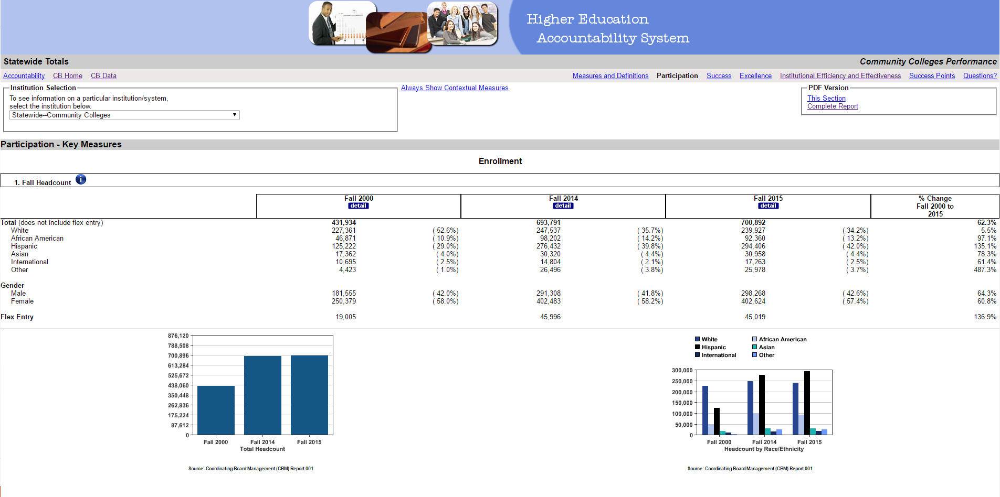 Higher Education
Accountability System
Statewide Totals Community Colleges Performance
Accountability CB Home CB Data Measures and Definitions Participation Success Excellence Institutional Efficiency and Effectiveness Success Points Questions?
Institution Selection
To see information on a particular institution/system,
select the institution below.
Statewide--Community Colleges
Always Show Contextual Measures
PDF Version
This Section
Complete Report
Participation - Key Measures
Enrollment
1. Fall Headcount i
Fall 2000 Fall 2014 Fall 2015 % Change
detail detail detail Fall 2000 to
2015
Total (does not include flex entry) 431,934 693,791 700,892 62.3%
White 227,361 ( 52.6%) 247,537 ( 35.7%) 239,927 ( 34.2%) 5.5%
African American 46,871 ( 10.9%) 98,202 ( 14.2%) 92,360 ( 13.2%) 97.1%
Hispanic 125,222 ( 29.0%) 276,432 ( 39.8%) 294,406 ( 42.0%) 135.1%
Asian 17,362 ( 4.0%) 30,320 ( 4.4%) 30,958 ( 4.4%) 78.3%
International 10,695 ( 2.5%) 14,804 ( 2.1%) 17,263 ( 2.5%) 61.4%
Other 4,423 ( 1.0%) 26,496 ( 3.8%) 25,978 ( 3.7%) 487.3%
Gender
Male 181,555 ( 42.0%) 291,308 ( 41.8%) 298,268 ( 42.6%) 64.3%
Female 250,379 ( 58.0%) 402,483 ( 58.2%) 402,624 ( 57.4%) 60.8%
Flex Entry 19,005 45,996 45,019 136.9%
876,120
788,508
700,896
613,284
525,672
438,060
350,448
262,836
175,224
87,612
0
Fall 2000 Fall 2014 Fall 2015
Total Headcount
Source: Coordinating Board Management (CBM) Report 001
White African American
Hispanic Asian
International Other
300,000
250,000
200,000
150,000
100,000
50,000
0
Fall 2000 Fall 2014 Fall 2015
Headcount by Race/Ethnicity
Source: Coordinating Board Management (CBM) Report 001